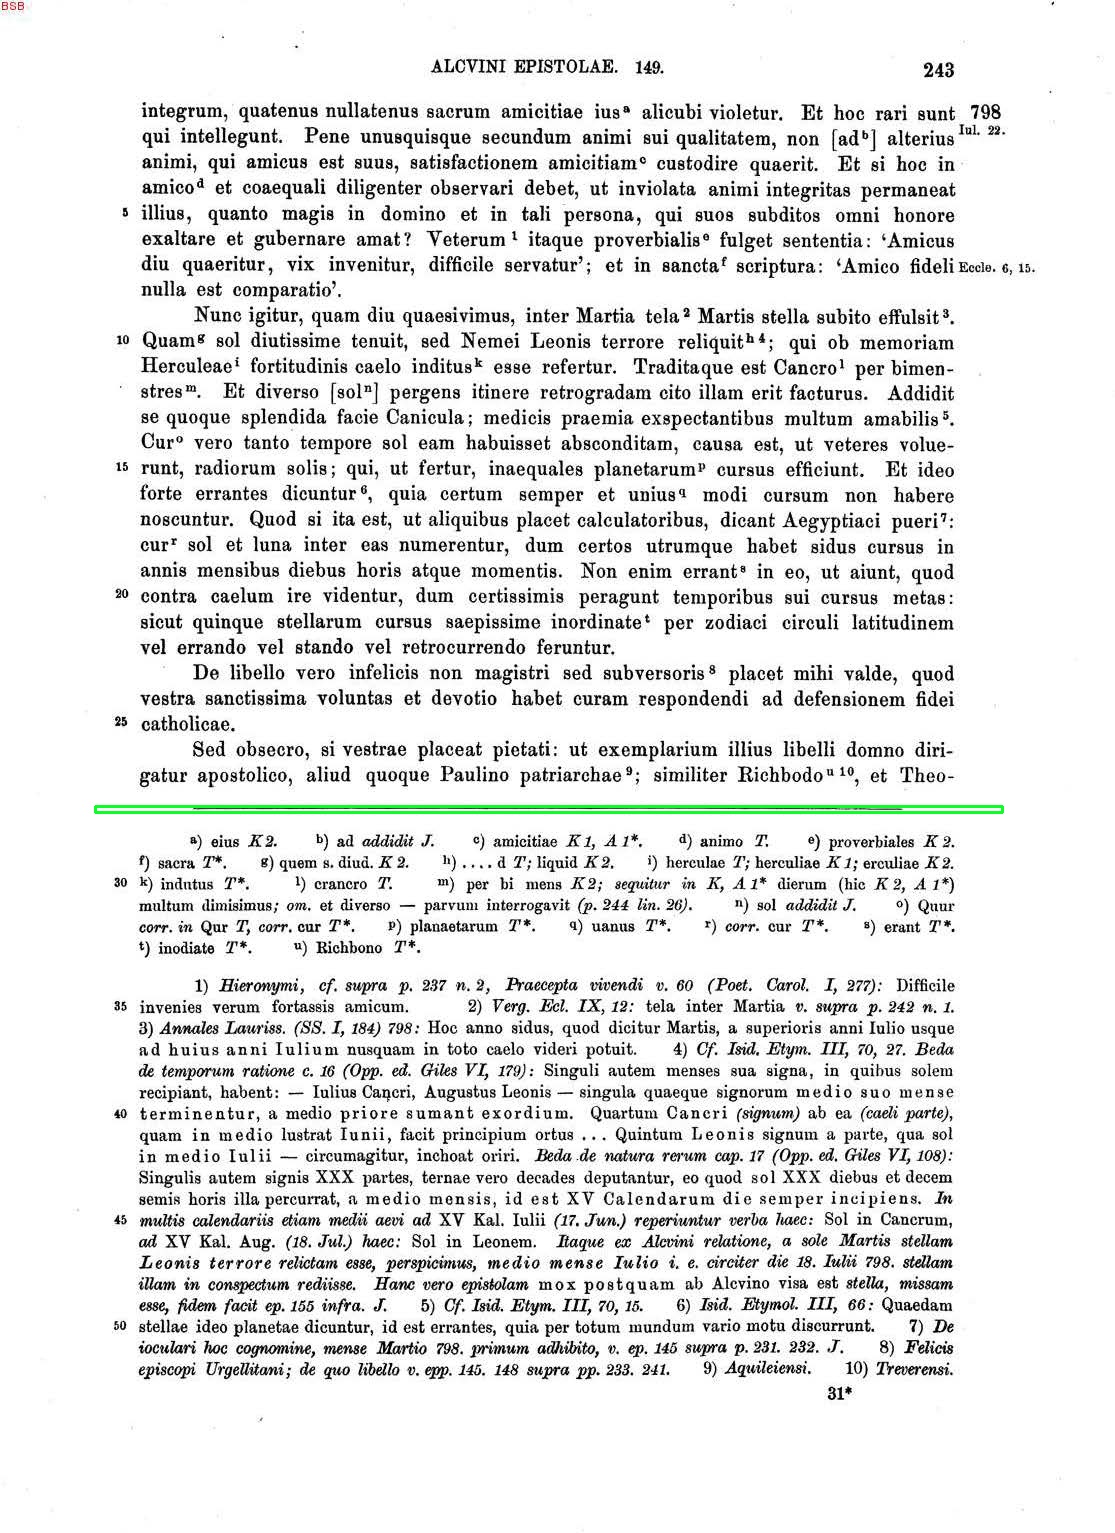 BSB
ALCVINI EPISTOLAE. 149.
243
integrum, quatenus nullatenus sacrum amicitiae ius a alicubi violetur. Et hoc rari sunt 798
qui intellegunt. Pene unusquisque secundum animi sui qualitatem, non [ad b] alterius Iul. 22.
animi, qui amicus est suus, satisfactionem amicitiam c custodire quaerit. Et si hoc in
amico d et coaequali diligenter observari debet, ut inviolata animi integritas permaneat
5 illius, quanto magis in domino et in tali persona, qui suos subditos omni honore
exaltare et gubernare amat? Veterum 1 itaque proverbialis e fulget sententia: ‘Amicus
diu quaeritur, vix invenitur, difficile servatur’; et in sancta f scriptura: ‘Amico fideli Eccle. 6, 15.
nulla est comparatio’.
Nunc igitur, quam diu quaesivimus, inter Martia tela 2 Martis stella subito effulsit 3.
10 Quam g sol diutissime tenuit, sed Nemei Leonis terrore reliquit h 4; qui ob memoriam
Herculeae i fortitudinis caelo inditus k esse refertur. Traditaque est Cancro l per bimen-
stres m. Et diverso [sol n] pergens itinere retrogradam cito illam erit facturus. Addidit
se quoque splendida facie Canicula; medicis praemia exspectantibus multum amabilis 5.
Cur o vero tanto tempore sol eam habuisset absconditam, causa est, ut veteres volue-
15 runt, radiorum solis; qui, ut fertur, inaequales planetarum p cursus efficiunt. Et ideo
forte errantes dicuntur 6, quia certum semper et unius q modi cursum non habere
noscuntur. Quod si ita est, ut aliquibus placet calculatoribus, dicant Aegyptiaci pueri 7:
cur r sol et luna inter eas numerentur, dum certos utrumque habet sidus cursus in
annis mensibus diebus horis atque momentis. Non enim errant s in eo, ut aiunt, quod
20 contra caelum ire videntur, dum certissimis peragunt temporibus sui cursus metas:
sicut quinque stellarum cursus saepissime inordinate t per zodiaci circuli latitudinem
vel errando vel stando vel retrocurrendo feruntur.
De libello vero infelicis non magistri sed subversoris 8 placet mihi valde, quod
vestra sanctissima voluntas et devotio habet curam respondendi ad defensionem fidei
25 catholicae.
Sed obsecro, si vestrae placeat pietati: ut exemplarium illius libelli domno diri-
gatur apostolico, aliud quoque Paulino patriarchae 9; similiter Richbodo u 10, et Theo-
a) eius K 2. b) ad addidit J. c) amicitiae K 1, A 1*. d) animo T. e) proverbiales K 2.
f) sacra T*. g) quem s. diud. K 2. h) .... d T; liquid K 2. i) herculae T; herculiae K 1; erculiae K 2.
30 k) indutus T*. l) crancro T. m) per bi mens K2; sequitur in K, A 1* dierum (hic K 2, A 1*)
multum dimisimus; om. et diverso — parvum interrogavit (p. 244 lin. 26). n) sol addidit J. o) Quur
corr. in Qur T, corr. cur T*. p) planaetarum T*. q) uanus T*. r) corr. cur T*. s) erant T*.
t) inodiate T*. u) Richbono T*.
1) Hieronymi, cf. supra p. 237 n. 2, Praecepta vivendi v. 60 (Poet. Carol. I, 277): Difficile
35 invenies verum fortassis amicum. 2) Verg. Ecl. IX, 12: tela inter Martia v. supra p. 242 n. 1.
3) Annales Lauriss. (SS. I, 184) 798: Hoc anno sidus, quod dicitur Martis, a superioris anni Iulio usque
ad huius anni Iulium nusquam in toto caelo videri potuit. 4) Cf. Isid. Etym. III, 70, 27. Beda
de temporum ratione c. 16 (Opp. ed. Giles VI, 179): Singuli autem menses sua signa, in quibus solem
recipiant, habent: — Iulius Cancri, Augustus Leonis — singula quaeque signorum medio suo mense
40 terminentur, a medio priore sumant exordium. Quartum Cancri (signum) ab ea (caeli parte),
quam in medio lustrat Iunii, facit principium ortus ... Quintum Leonis signum a parte, qua sol
in medio Iulii — circumagitur, inchoat oriri. Beda de natura rerum cap. 17 (Opp. ed. Giles VI, 108):
Singulis autem signis XXX partes, ternae vero decades deputantur, eo quod sol XXX diebus et decem
semis horis illa percurrat, a medio mensis, id est XV Calendarum die semper incipiens. In
45 multis calendariis etiam medii aevi ad XV Kal. Iulii (17. Jun.) reperiuntur verba haec: Sol in Cancrum,
ad XV Kal. Aug. (18. Jul.) haec: Sol in Leonem. Itaque ex Alcvini relatione, a sole Martis stellam
Leonis terrore relictam esse, perspicimus, medio mense Iulio i. e. circiter die 18. Iulii 798. stellam
illam in conspectum rediisse. Hanc vero epistolam mox postquam ab Alcvino visa est stella, missam
esse, fidem facit ep. 155 infra. J. 5) Cf. Isid. Etym. III, 70, 15. 6) Isid. Etymol. III, 66: Quaedam
50 stellae ideo planetae dicuntur, id est errantes, quia per totum mundum vario motu discurrunt. 7) De
ioculari hoc cognomine, mense Martio 798. primum adhibito, v. ep. 145 supra p. 231. 232. J. 8) Felicis
episcopi Urgellitani; de quo libello v. epp. 145. 148 supra pp. 233. 241. 9) Aquileiensi. 10) Treverensi.
31*